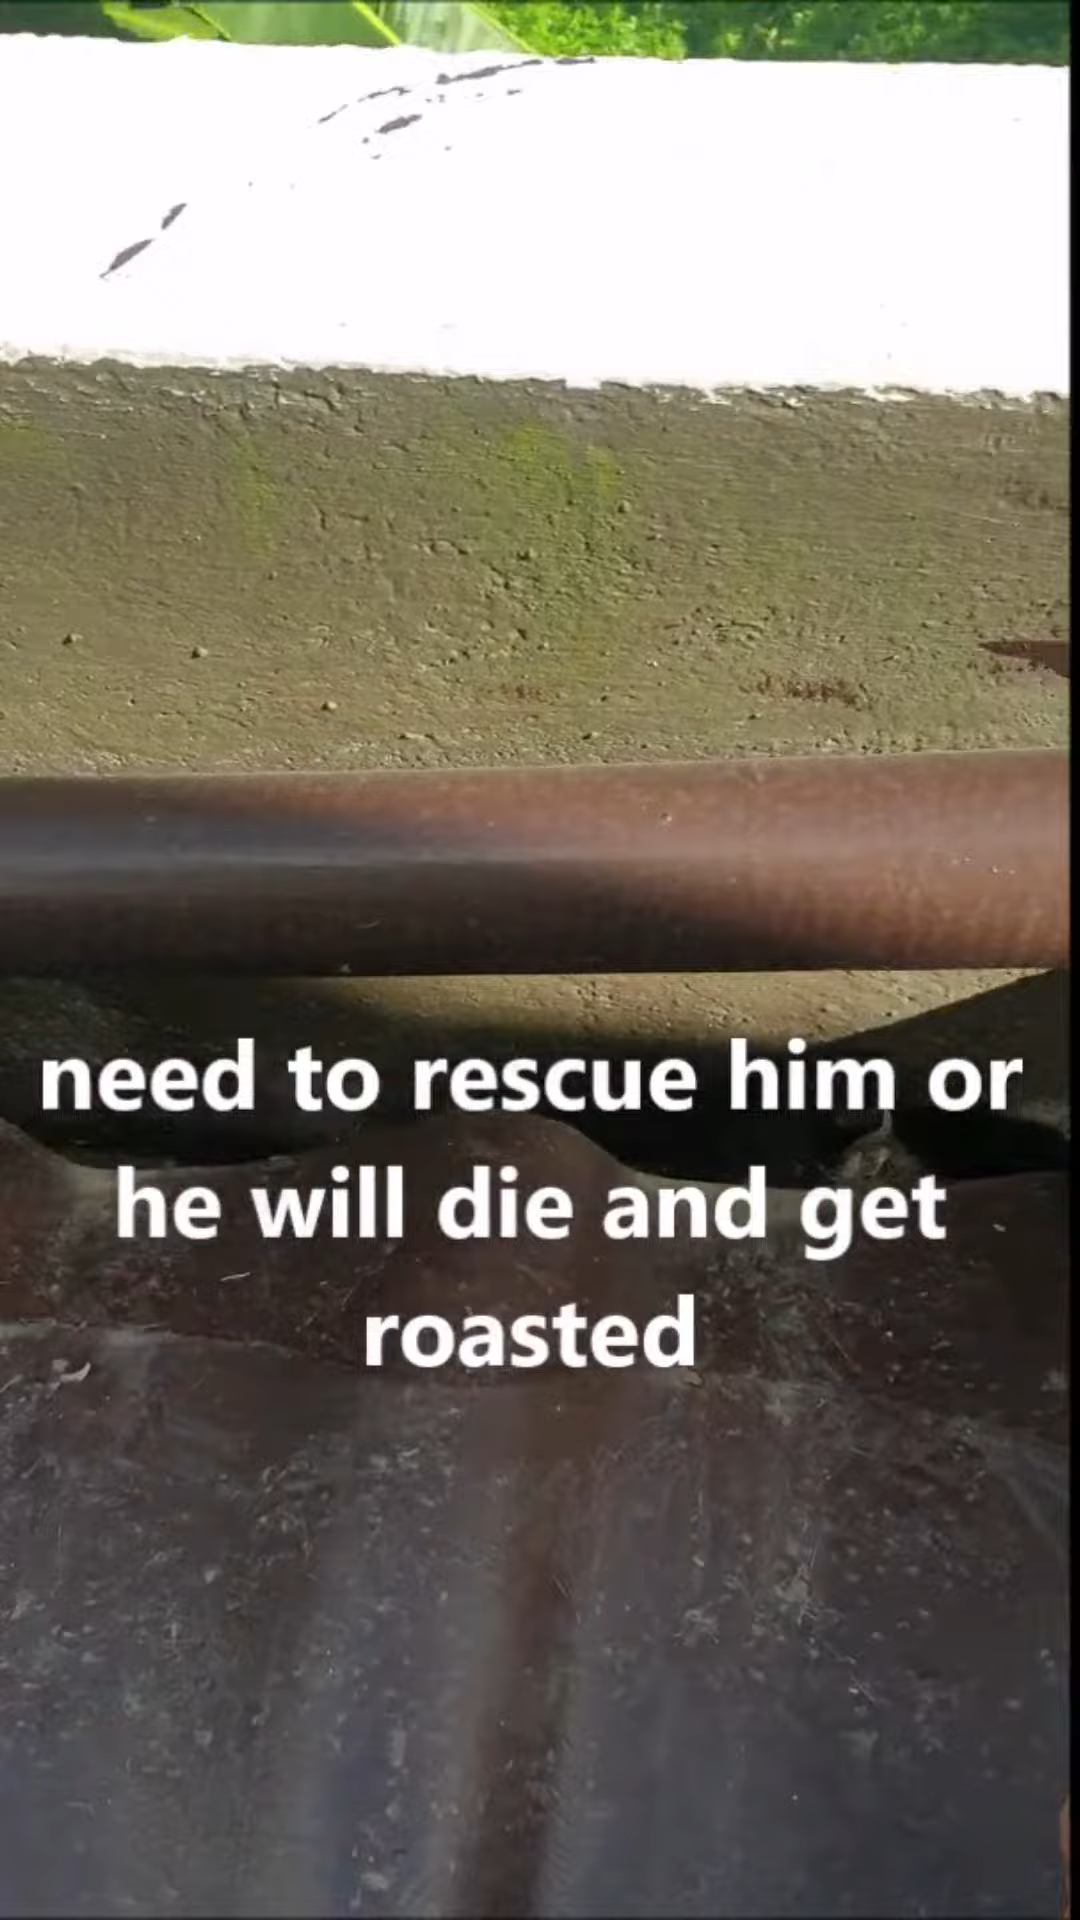 need to rescue him or
he will die and get
roasted